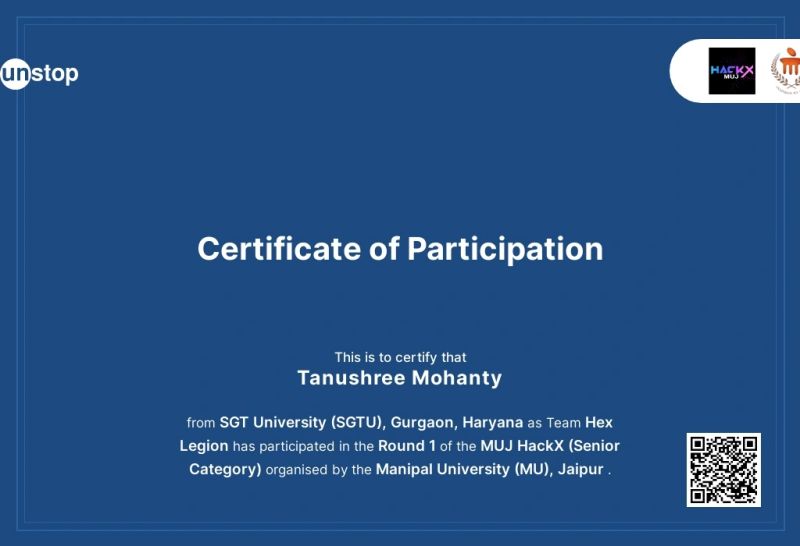 unstop
HACKX
MUJ
Certificate of Participation
This is to certify that
Tanushree Mohanty
from SGT University (SGTU), Gurgaon, Haryana as Team Hex
Legion has participated in the Round 1 of the MUJ HackX (Senior
Category) organised by the Manipal University (MU), Jaipur .